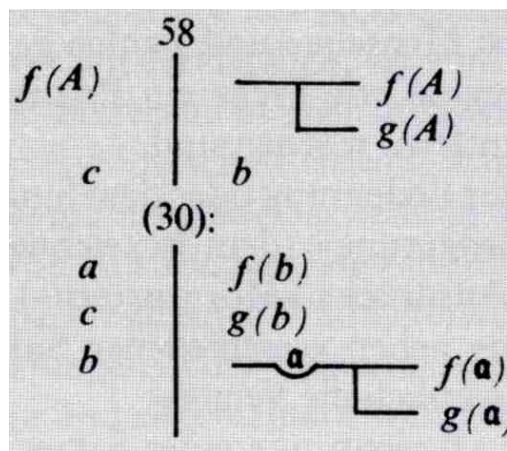 58
f(A) f(A)
g(A)
c b
(30):
a f(b)
c g(b)
b 𝔞 f(𝔞)
g(𝔞)